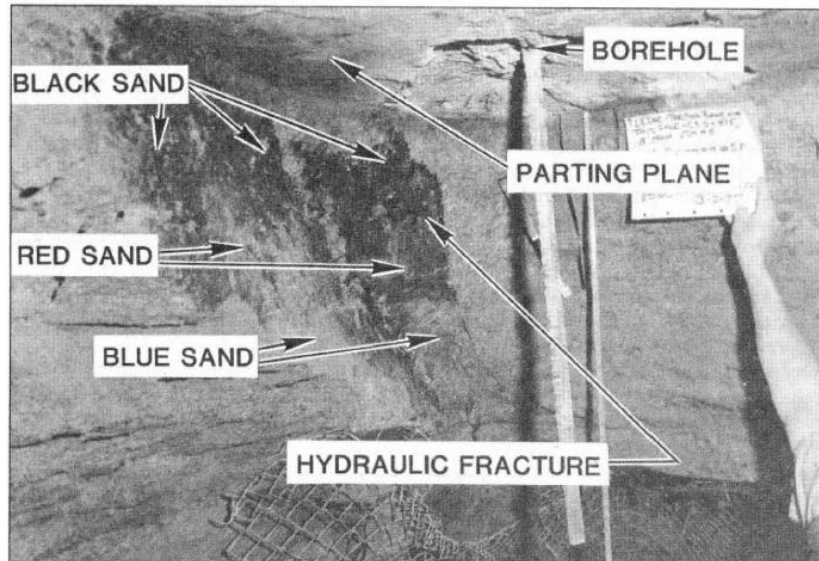 BOREHOLE
BLACK SAND
PARTING PLANE
RED SAND
BLUE SAND
HYDRAULIC FRACTURE